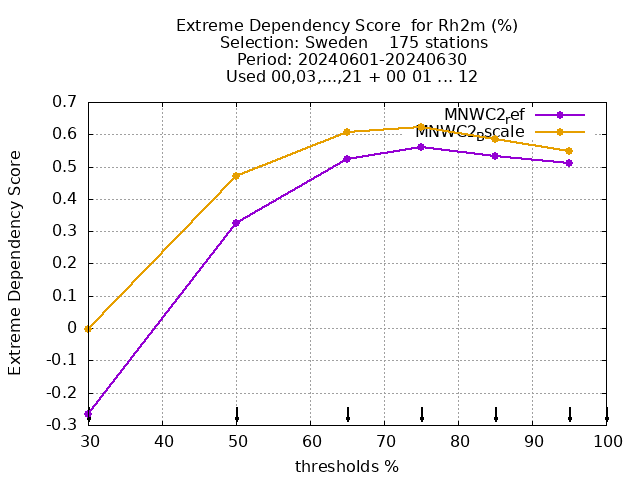 Extreme Dependency Score  for Rh2m (%)
Selection: Sweden    175 stations
Period: 20240601-20240630
Used 00,03,...,21 + 00 01 ... 12
MNWC2_ref
MNWC2_pscale
Extreme Dependency Score
0.7
0.6
0.5
0.4
0.3
0.2
0.1
0
-0.1
-0.2
-0.3
30 40 50 60 70 80 90 100
thresholds %